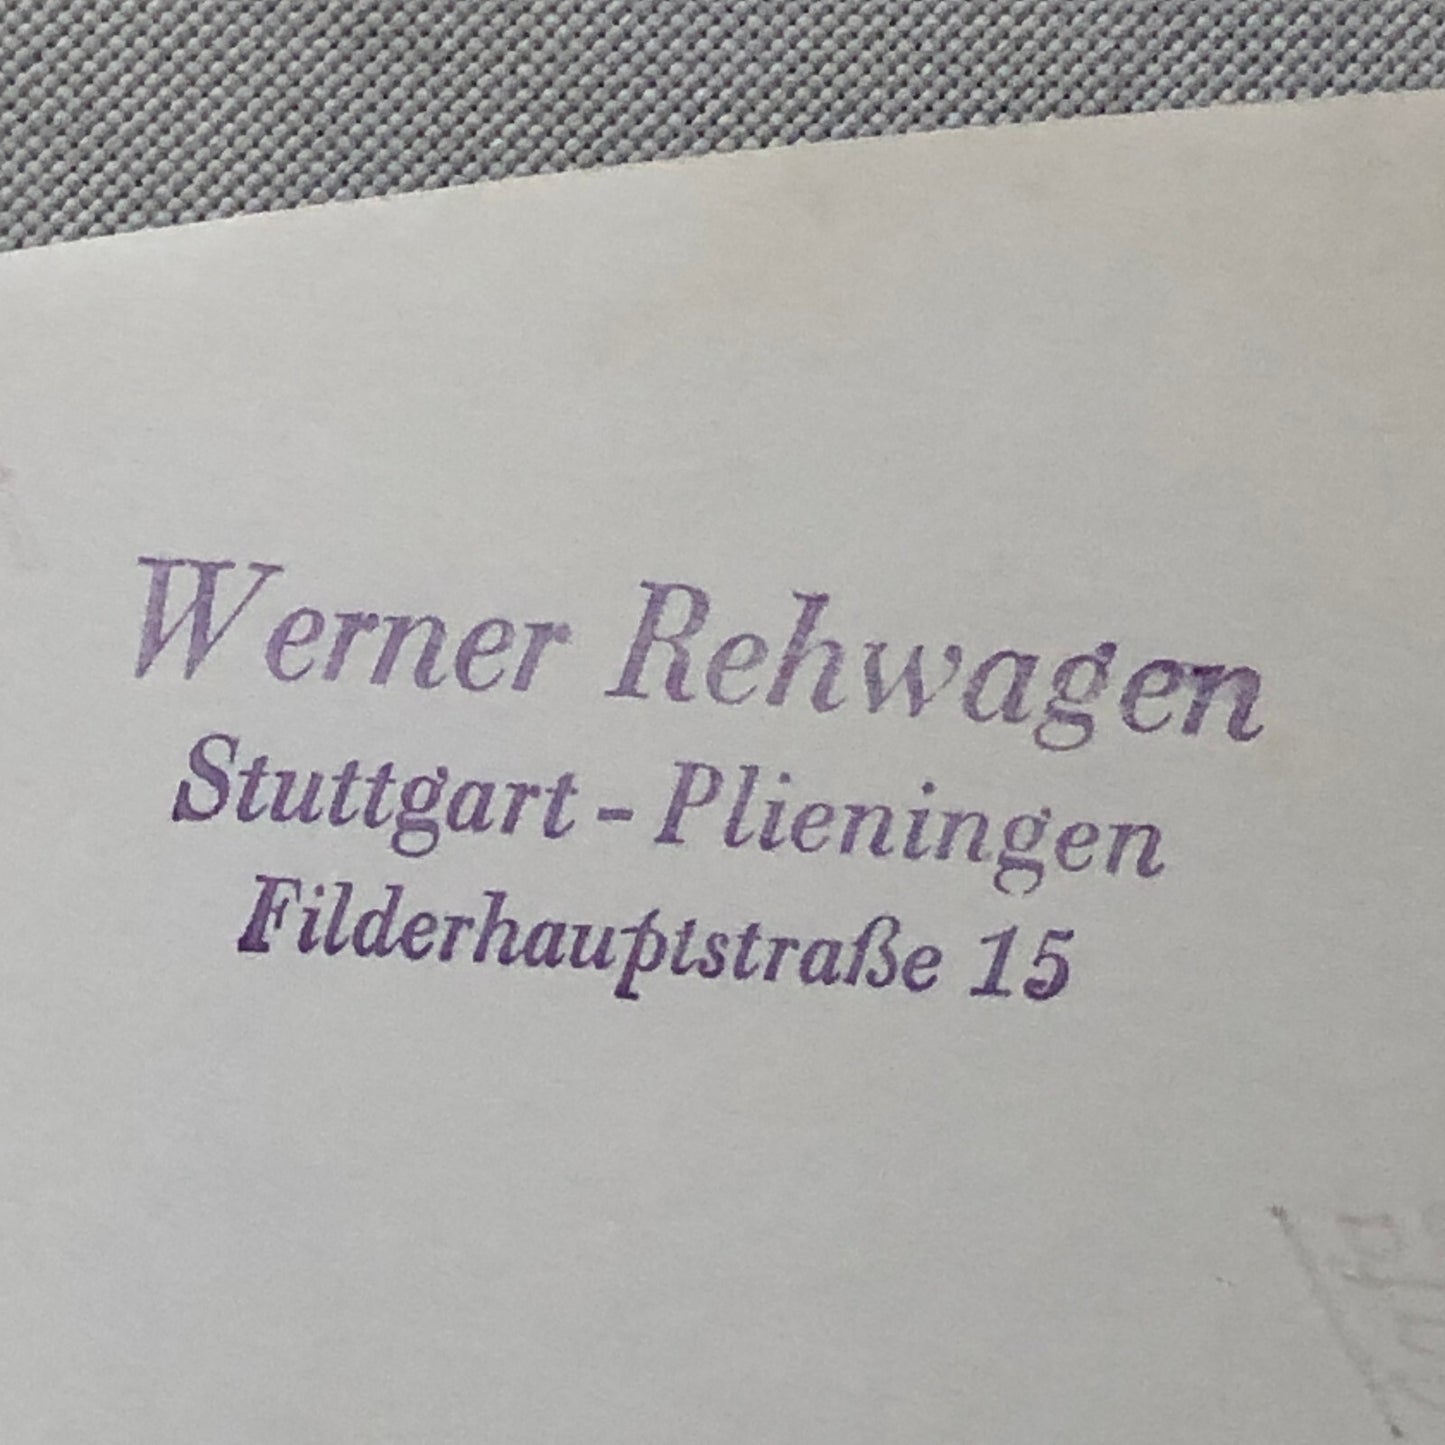 Werner Rehwagen
Stuttgart - Plieningen
Filderhauptstraße 15